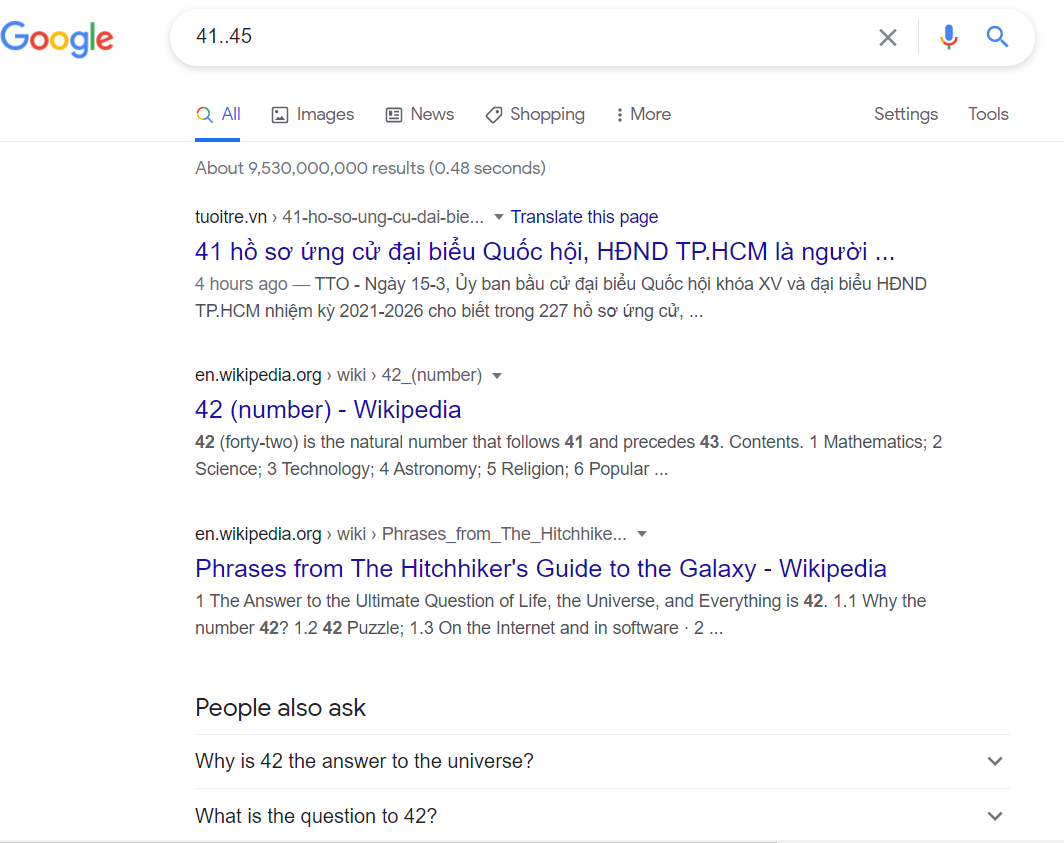 Google
41..45
All Images News Shopping More Settings Tools
About 9,530,000,000 results (0.48 seconds)
tuoitre.vn › 41-ho-so-ung-cu-dai-bie... Translate this page
41 hồ sơ ứng cử đại biểu Quốc hội, HĐND TP.HCM là người ...
4 hours ago — TTO - Ngày 15-3, Ủy ban bầu cử đại biểu Quốc hội khóa XV và đại biểu HĐND
TP.HCM nhiệm kỳ 2021-2026 cho biết trong 227 hồ sơ ứng cử, ...
en.wikipedia.org › wiki › 42_(number)
42 (number) - Wikipedia
42 (forty-two) is the natural number that follows 41 and precedes 43. Contents. 1 Mathematics; 2
Science; 3 Technology; 4 Astronomy; 5 Religion; 6 Popular ...
en.wikipedia.org › wiki › Phrases_from_The_Hitchhike...
Phrases from The Hitchhiker's Guide to the Galaxy - Wikipedia
1 The Answer to the Ultimate Question of Life, the Universe, and Everything is 42. 1.1 Why the
number 42? 1.2 42 Puzzle; 1.3 On the Internet and in software · 2 ...
People also ask
Why is 42 the answer to the universe?
What is the question to 42?